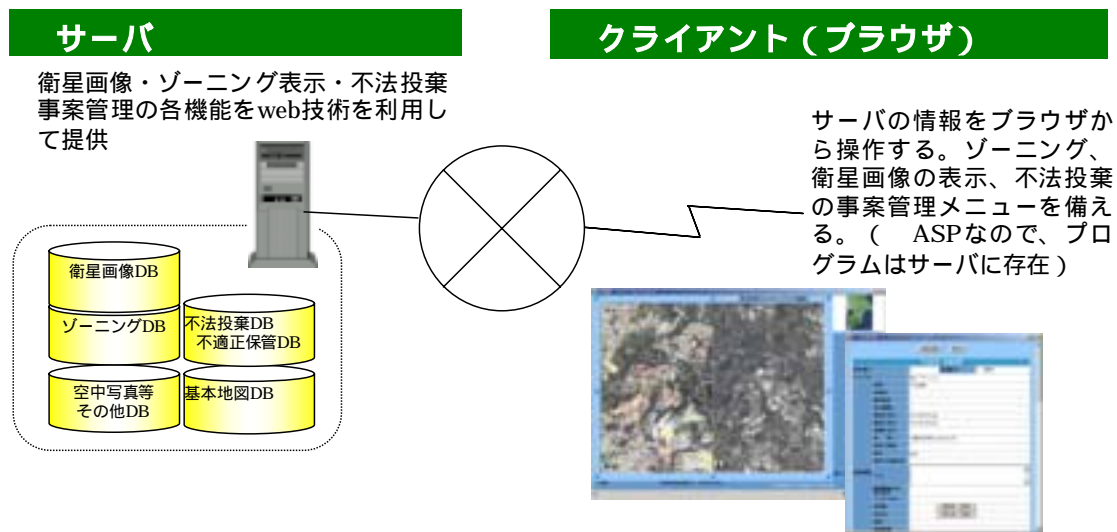 サーバ
衛星画像・ゾーニング表示・不法投棄
事案管理の各機能をweb技術を利用し
て提供
衛星画像DB
ゾーニングDB
不法投棄DB
不適正保管DB
空中写真等
その他DB
基本地図DB
クライアント（ブラウザ）
サーバの情報をブラウザか
ら操作する。ゾーニング、
衛星画像の表示、不法投棄
の事案管理メニューを備え
る。（　ASPなので、プロ
グラムはサーバに存在）